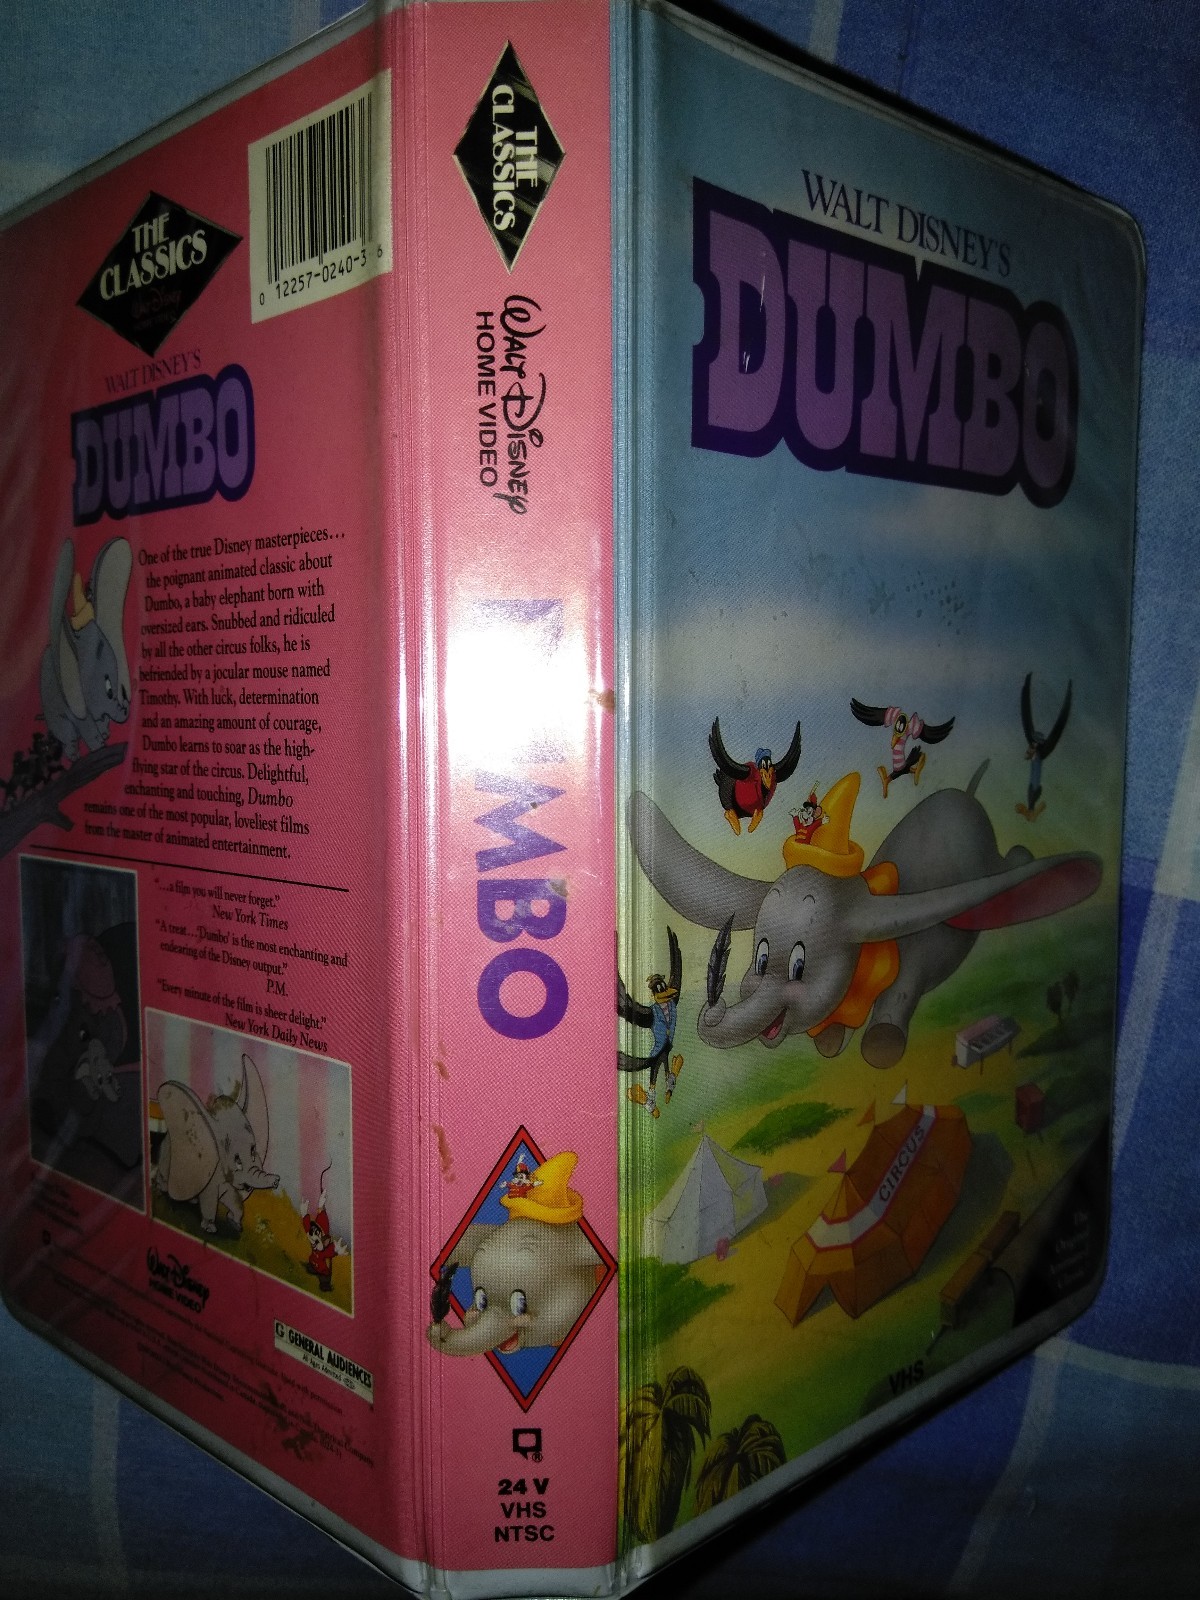 THE
CLASSICS
0 12257-0240-3 6
WALT DISNEY'S
DUMBO
One of the true Disney masterpieces...
the poignant animated classic about
Dumbo, a baby elephant born with
oversized ears. Snubbed and ridiculed
by all the other circus folks, he is
befriended by a jocular mouse named
Timothy. With luck, determination
and an amazing amount of courage,
Dumbo learns to soar as the high-
flying star of the circus. Delightful,
enchanting and touching, Dumbo
remains one of the most popular, loveliest films
from the master of animated entertainment.
"...a film you will never forget."
New York Times
"A treat...'Dumbo' is the most enchanting and
endearing of the Disney output."
P.M.
"Every minute of the film is sheer delight."
New York Daily News
WALT DISNEY
HOME VIDEO
G GENERAL AUDIENCES
All Ages Admitted
THE
CLASSICS
WALT DISNEY
HOME VIDEO
DUMBO
24 V
VHS
NTSC
WALT DISNEY'S
DUMBO
CIRCUS
VHS